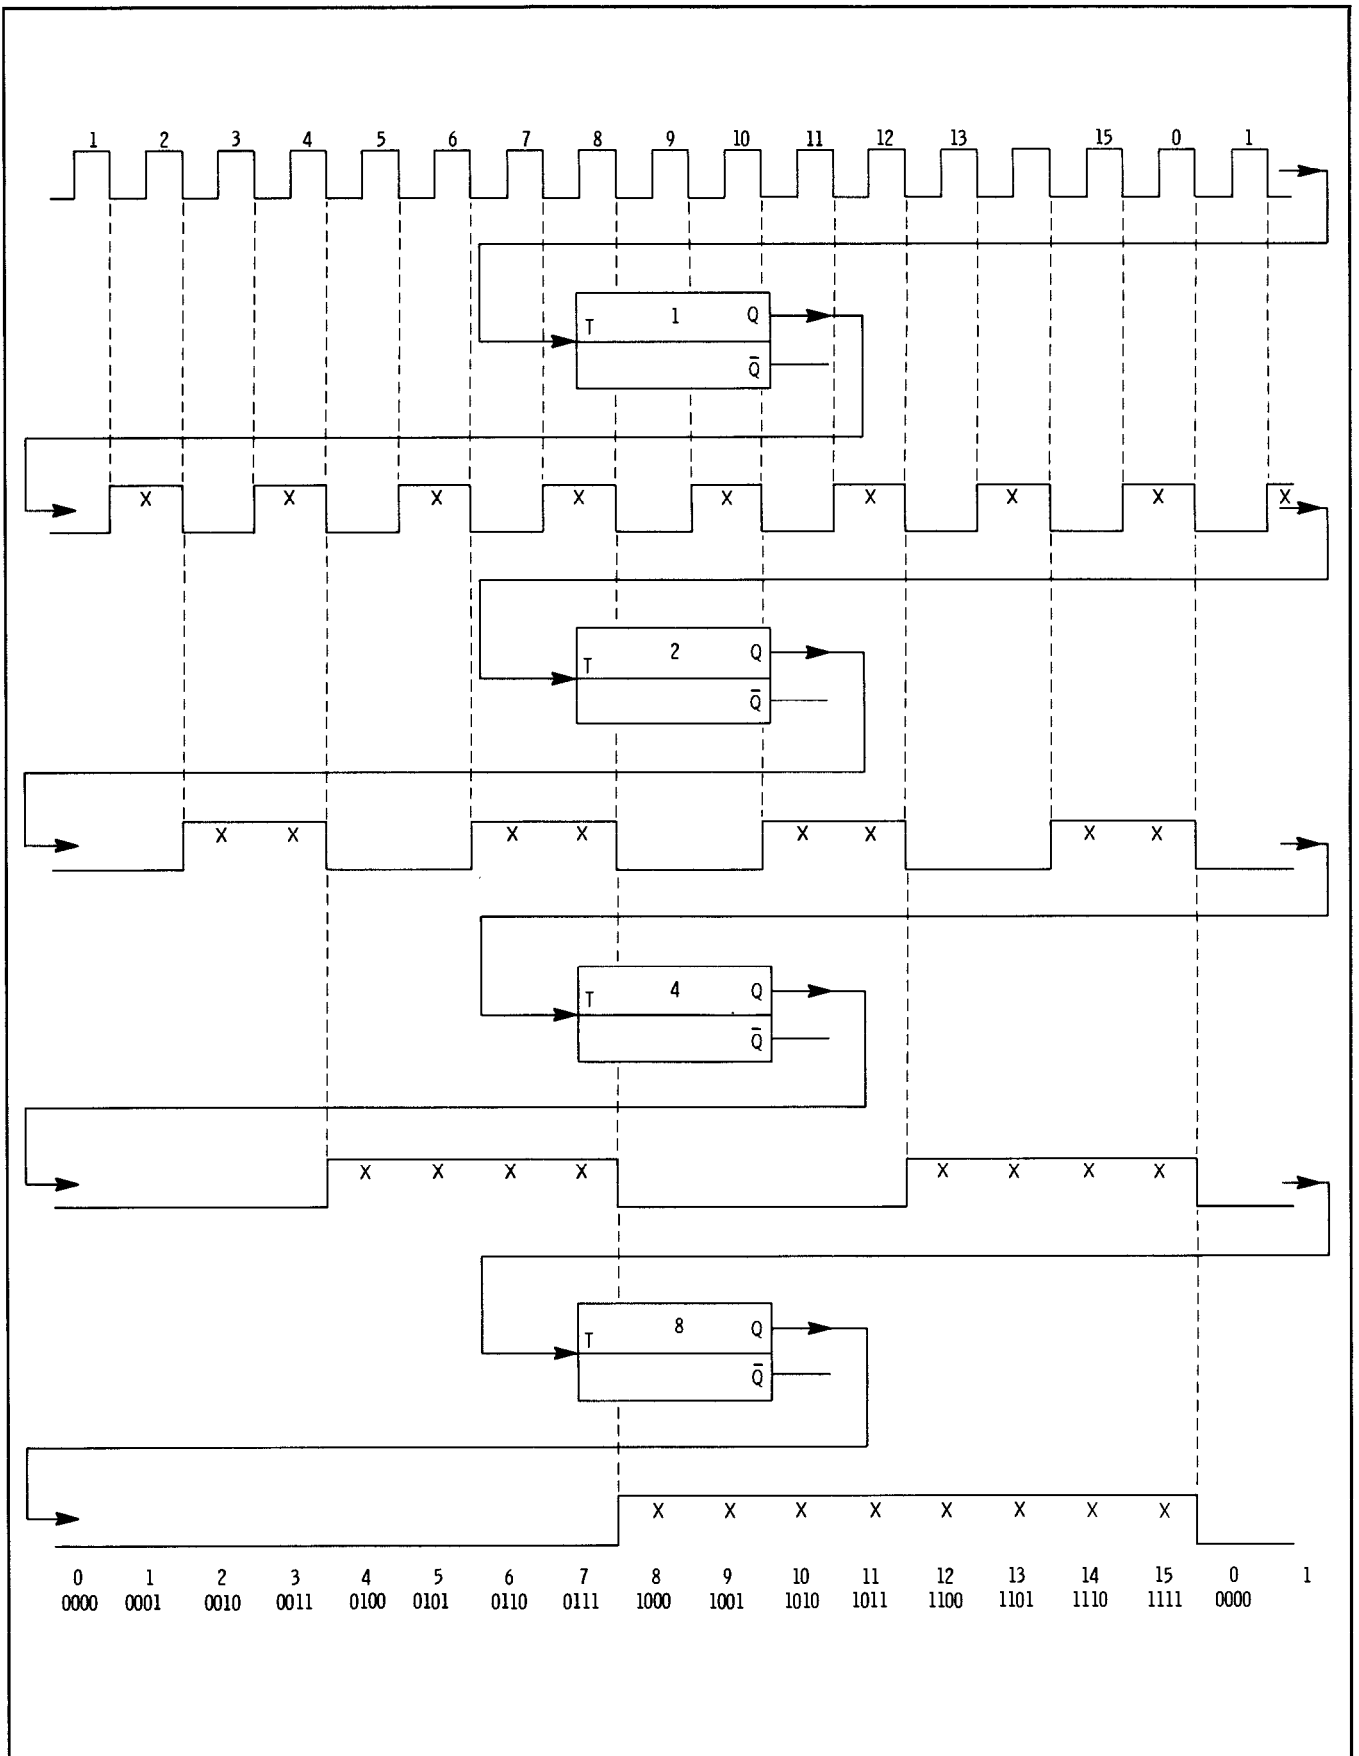 1 2 3 4 5 6 7 8 9 10 11 12 13 15 0 1
1 Q
T
Q̅
X X X X X X X X X
2 Q
T
Q̅
X X X X X X X X
4 Q
T
Q̅
X X X X X X X X
8 Q
T
Q̅
X X X X X X X X
0 1 2 3 4 5 6 7 8 9 10 11 12 13 14 15 0 1
0000 0001 0010 0011 0100 0101 0110 0111 1000 1001 1010 1011 1100 1101 1110 1111 0000